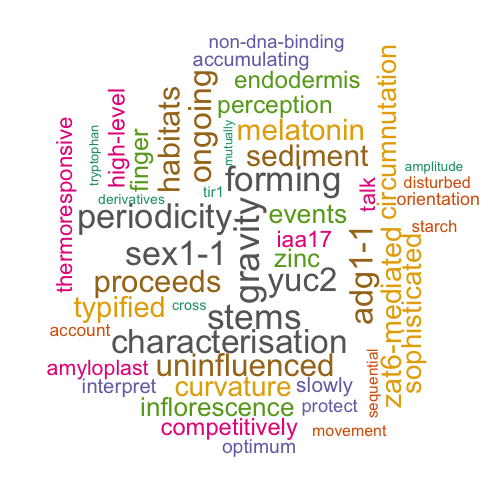 non-dna-binding
accumulating
endodermis
perception
melatonin
sediment
forming
ongoing
habitats
high-level
finger
tryptophan
derivatives
thermoresponsive
mutually
tir1
circumnutation
amplitude
disturbed
orientation
talk
starch
periodicity
gravity
events
iaa17
sex1-1
zinc
yuc2
adg1-1
zat6-mediated
sophisticated
proceeds
typified
cross
stems
account
characterisation
amyloplast
uninfluenced
sequential
interpret
curvature
slowly
inflorescence
protect
competitively
movement
optimum